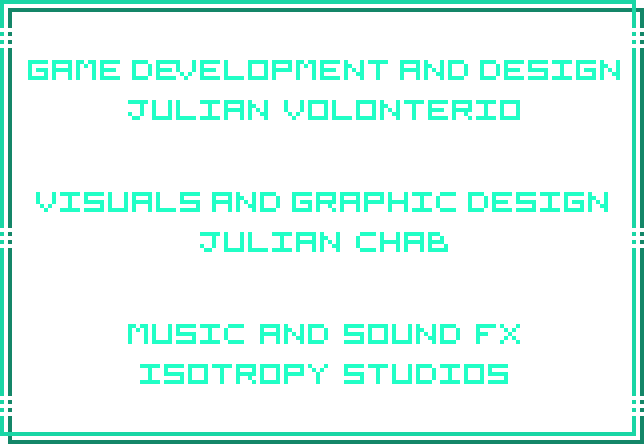 GAME DEVELOPMENT AND DESIGN
JULIAN VOLONTERIO
VISUALS AND GRAPHIC DESIGN
JULIAN CHAB
MUSIC AND SOUND FX
ISOTROPY STUDIOS